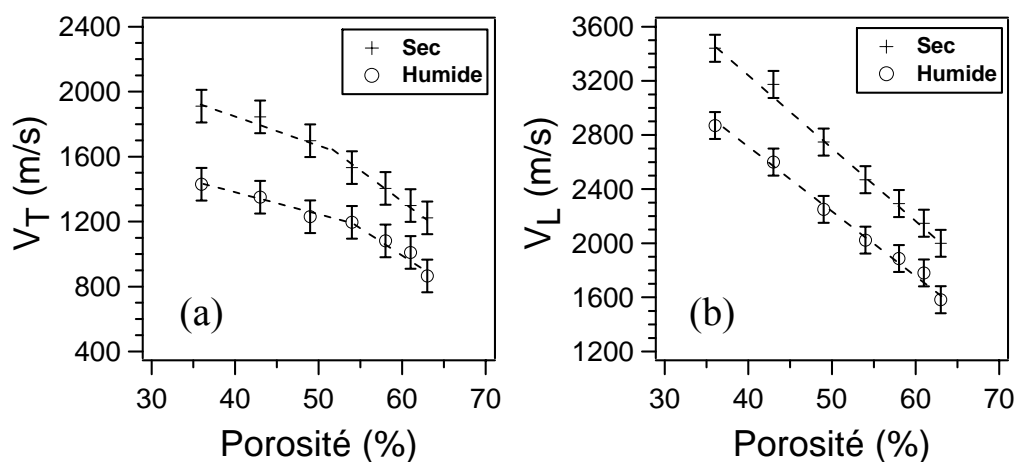 V_T (m/s)
2400
2000
1600
1200
800
400
Sec
Humide
(a)
30 40 50 60 70
Porosité (%)
V_L (m/s)
3600
3200
2800
2400
2000
1600
1200
Sec
Humide
(b)
30 40 50 60 70
Porosité (%)